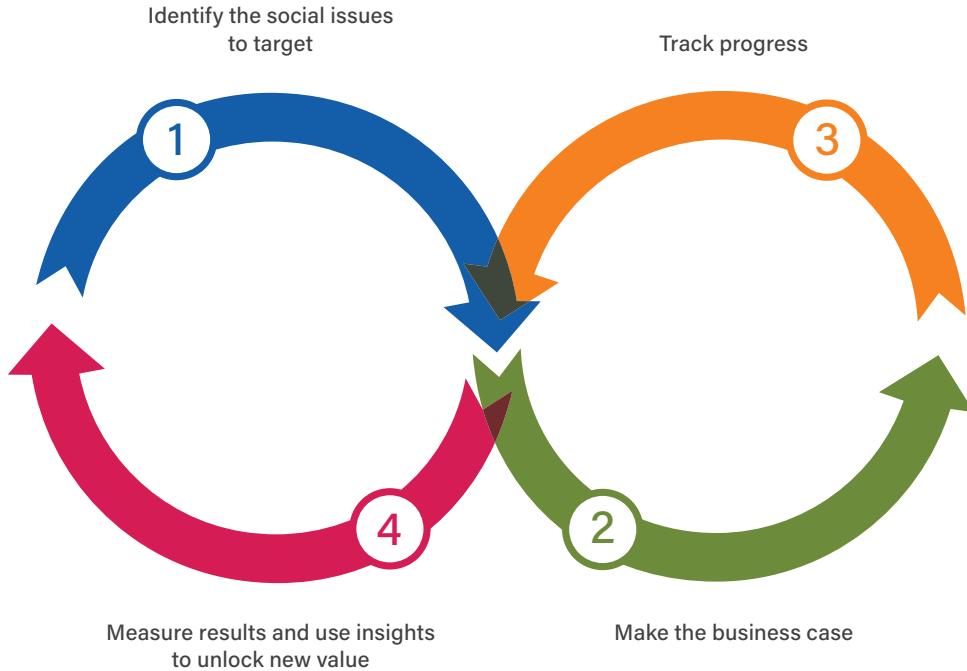 Identify the social issues
to target
1
Track progress
3
4
Measure results and use insights
to unlock new value
2
Make the business case